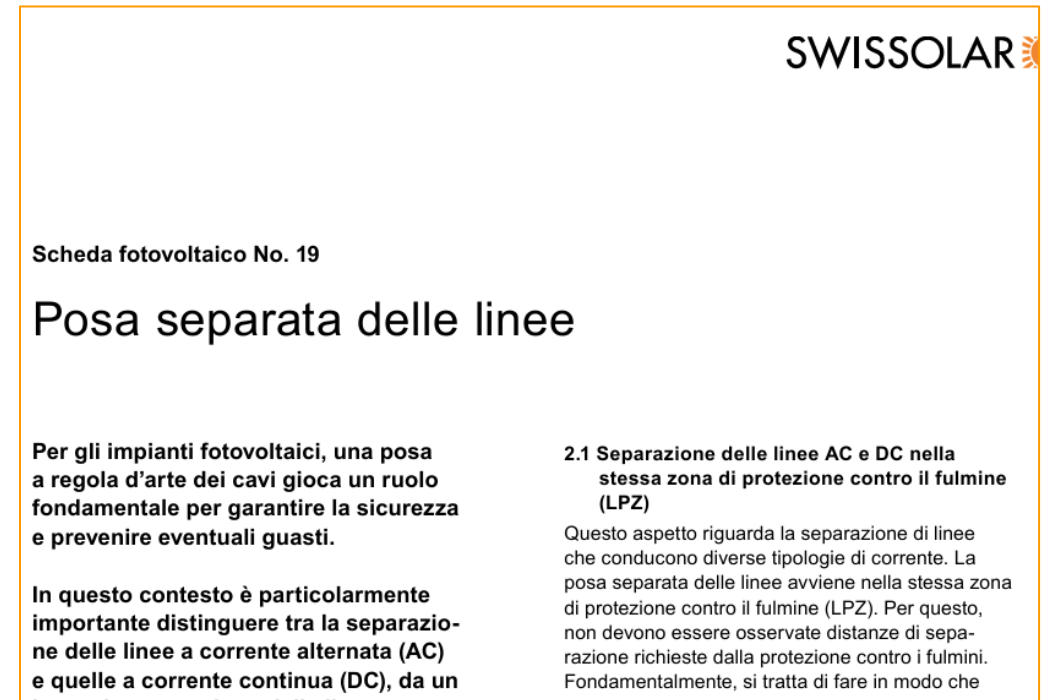 SWISSOLAR
Scheda fotovoltaico No. 19
Posa separata delle linee
Per gli impianti fotovoltaici, una posa
a regola d’arte dei cavi gioca un ruolo
fondamentale per garantire la sicurezza
e prevenire eventuali guasti.
In questo contesto è particolarmente
importante distinguere tra la separazio-
ne delle linee a corrente alternata (AC)
e quelle a corrente continua (DC), da un
2.1 Separazione delle linee AC e DC nella
stessa zona di protezione contro il fulmine
(LPZ)
Questo aspetto riguarda la separazione di linee
che conducono diverse tipologie di corrente. La
posa separata delle linee avviene nella stessa zona
di protezione contro il fulmine (LPZ). Per questo,
non devono essere osservate distanze di sepa-
razione richieste dalla protezione contro i fulmini.
Fondamentalmente, si tratta di fare in modo che